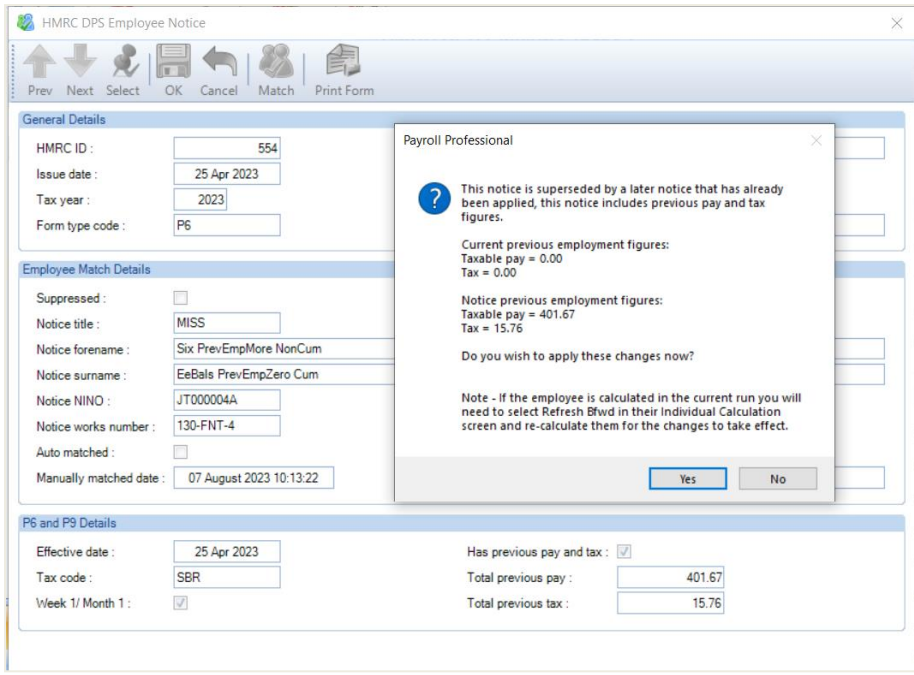 HMRC DPS Employee Notice
Prev Next Select OK Cancel Match Print Form
General Details
HMRC ID : 554
Issue date : 25 Apr 2023
Tax year : 2023
Form type code : P6
Employee Match Details
Suppressed :
Notice title : MISS
Notice forename : Six PrevEmpMore NonCum
Notice surname : EeBals PrevEmpZero Cum
Notice NINO : JT000004A
Notice works number : 130-FNT-4
Auto matched :
Manually matched date : 07 August 2023 10:13:22
Payroll Professional
This notice is superseded by a later notice that has already
been applied, this notice includes previous pay and tax
figures.
Current previous employment figures:
Taxable pay = 0.00
Tax = 0.00
Notice previous employment figures:
Taxable pay = 401.67
Tax = 15.76
Do you wish to apply these changes now?
Note - If the employee is calculated in the current run you will
need to select Refresh Bfwd in their Individual Calculation
screen and re-calculate them for the changes to take effect.
Yes No
P6 and P9 Details
Effective date : 25 Apr 2023 Has previous pay and tax :
Tax code : SBR Total previous pay : 401.67
Week 1/ Month 1 : Total previous tax : 15.76